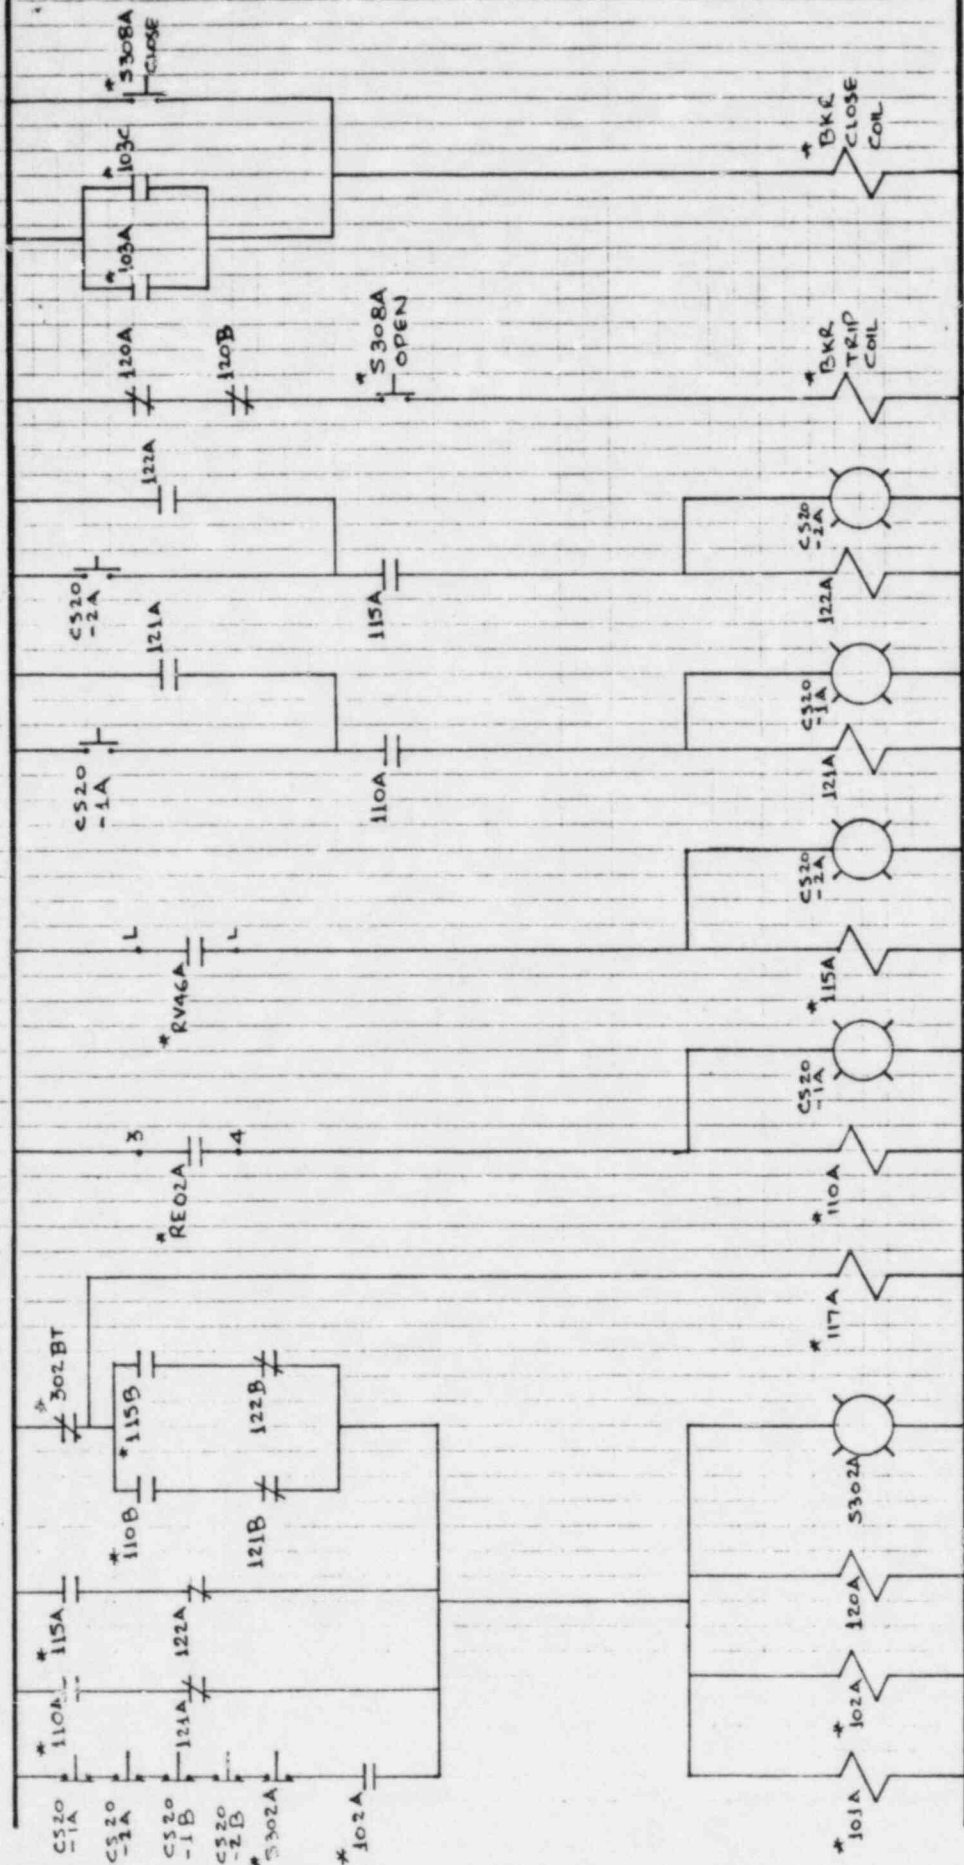 * S308A
CLOSE
* 103C
* 103A
120A
120B
* S308A
OPEN
* BKR
CLOSE
COIL
* BKR
TRIP
COIL
122A
CS20
-2A
121A
CS20
-1A
115A
110A
CS20
-2A
122A
CS20
-1A
121A
L
* RV46A
L
3
* RE02A
4
CS20
-2A
* 115A
CS20
-1A
* 110A
* 117A
* 302BT
* 115B
122B
* 110B
121B
* 115A
122A
* 110A
121A
CS20
-1A
CS20
-2A
CS20
-1B
CS20
-2B
* S302A
* 102A
S302A
120A
* 102A
* 103A